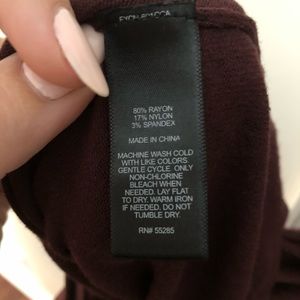 80% RAYON
17% NYLON
3% SPANDEX
MADE IN CHINA
MACHINE WASH COLD
WITH LIKE COLORS.
GENTLE CYCLE. ONLY
NON-CHLORINE
BLEACH WHEN
NEEDED. LAY FLAT
TO DRY. WARM IRON IF
NEEDED. DO NOT
TUMBLE DRY.
RN# 55285